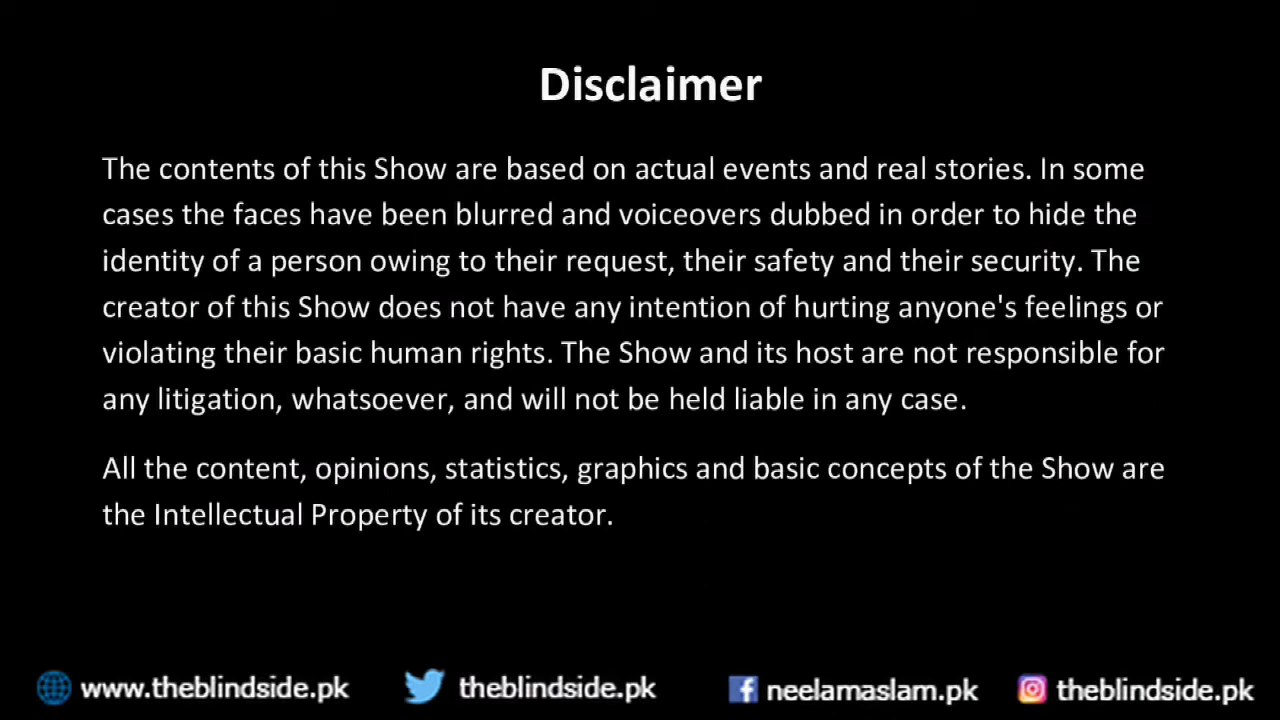 Disclaimer
The contents of this Show are based on actual events and real stories. In some
cases the faces have been blurred and voiceovers dubbed in order to hide the
identity of a person owing to their request, their safety and their security. The
creator of this Show does not have any intention of hurting anyone's feelings or
violating their basic human rights. The Show and its host are not responsible for
any litigation, whatsoever, and will not be held liable in any case.
All the content, opinions, statistics, graphics and basic concepts of the Show are
the Intellectual Property of its creator.
www.theblindside.pk theblindside.pk neelamaslam.pk theblindside.pk